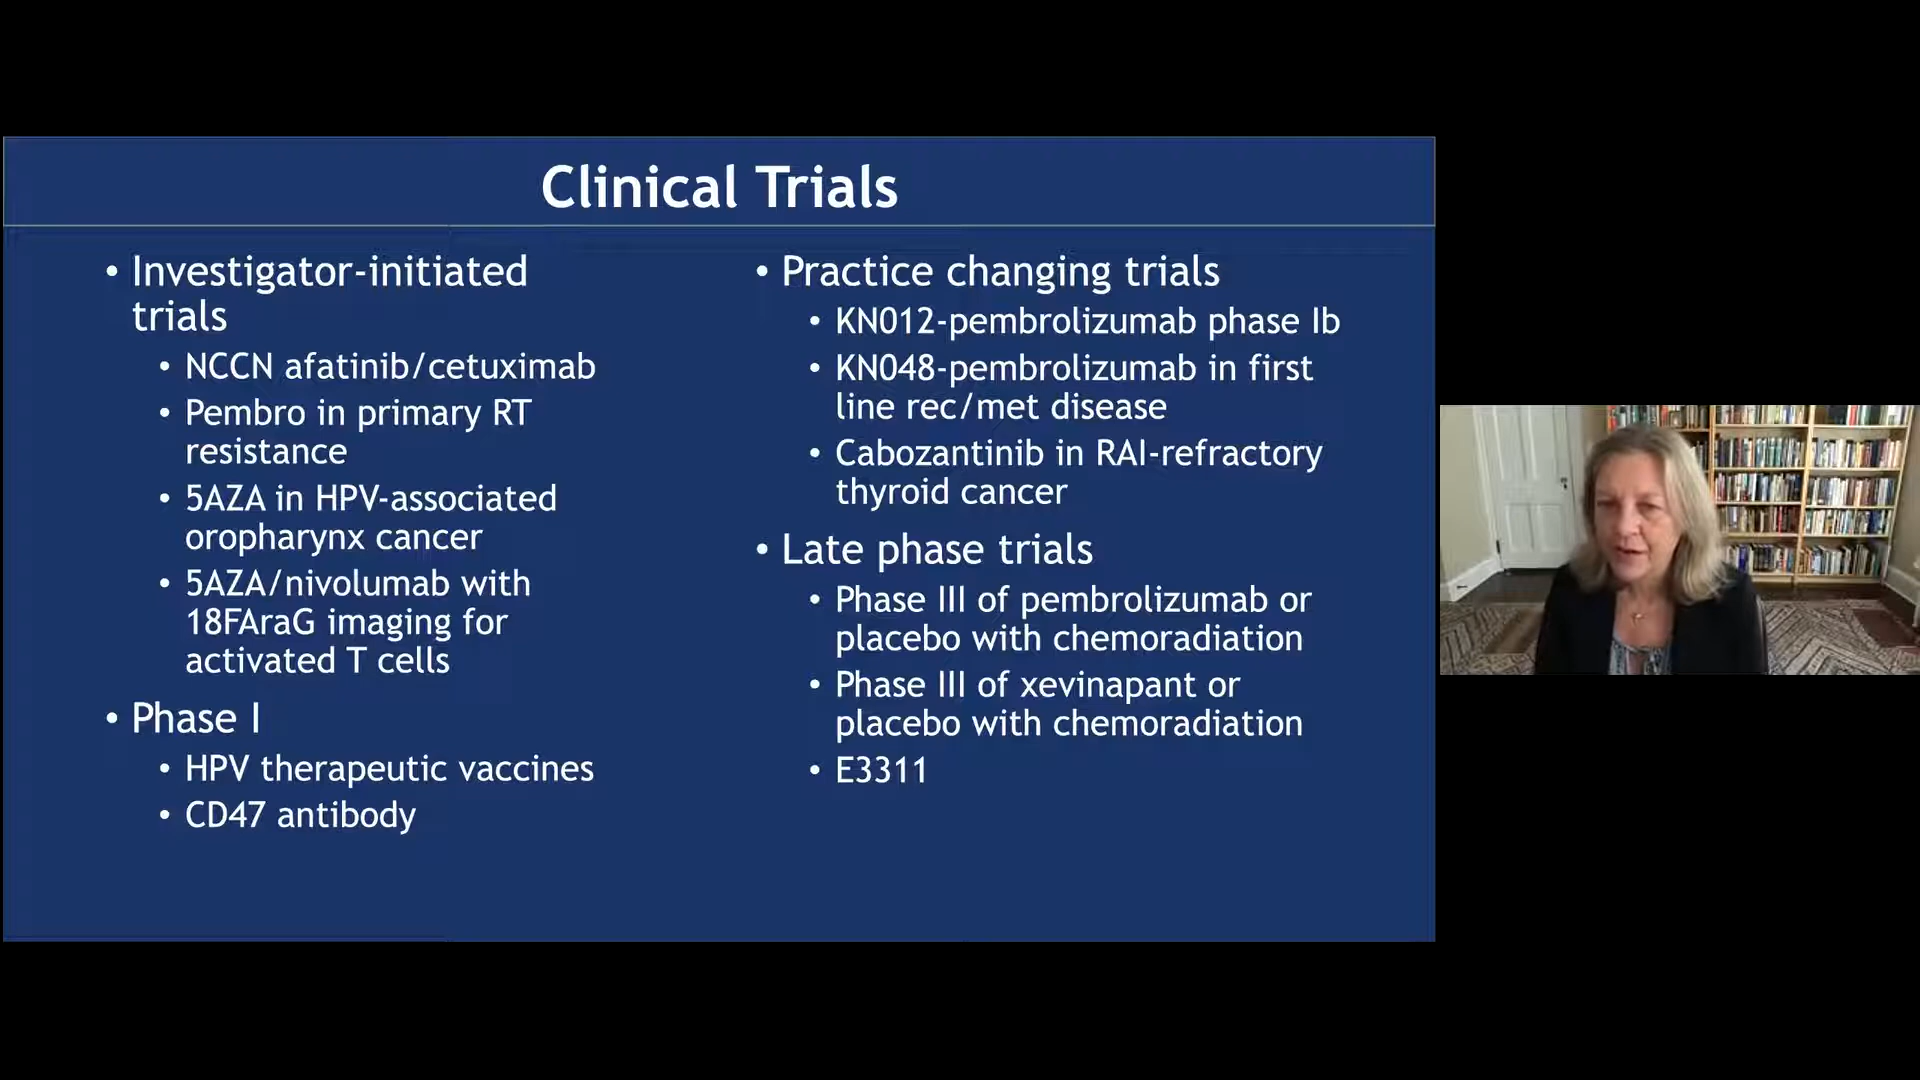 Clinical Trials
• Investigator-initiated
trials
• NCCN afatinib/cetuximab
• Pembro in primary RT
resistance
• 5AZA in HPV-associated
oropharynx cancer
• 5AZA/nivolumab with
18FAraG imaging for
activated T cells
• Phase I
• HPV therapeutic vaccines
• CD47 antibody
• Practice changing trials
• KN012-pembrolizumab phase Ib
• KN048-pembrolizumab in first
line rec/met disease
• Cabozantinib in RAI-refractory
thyroid cancer
• Late phase trials
• Phase III of pembrolizumab or
placebo with chemoradiation
• Phase III of xevinapant or
placebo with chemoradiation
• E3311